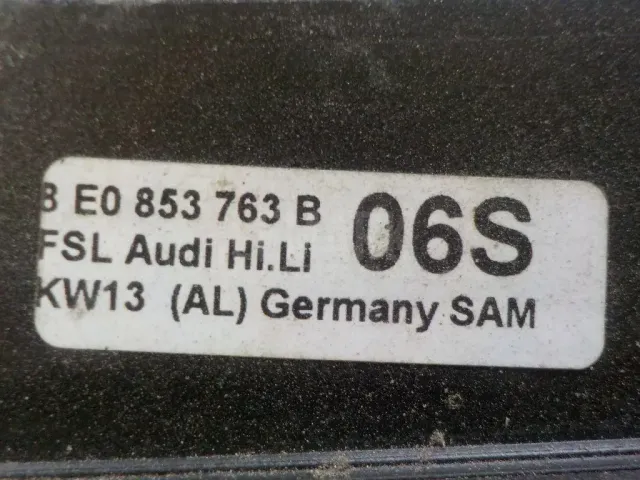 8 E0 853 763 B 06S
FSL Audi Hi.Li
KW13 (AL) Germany SAM